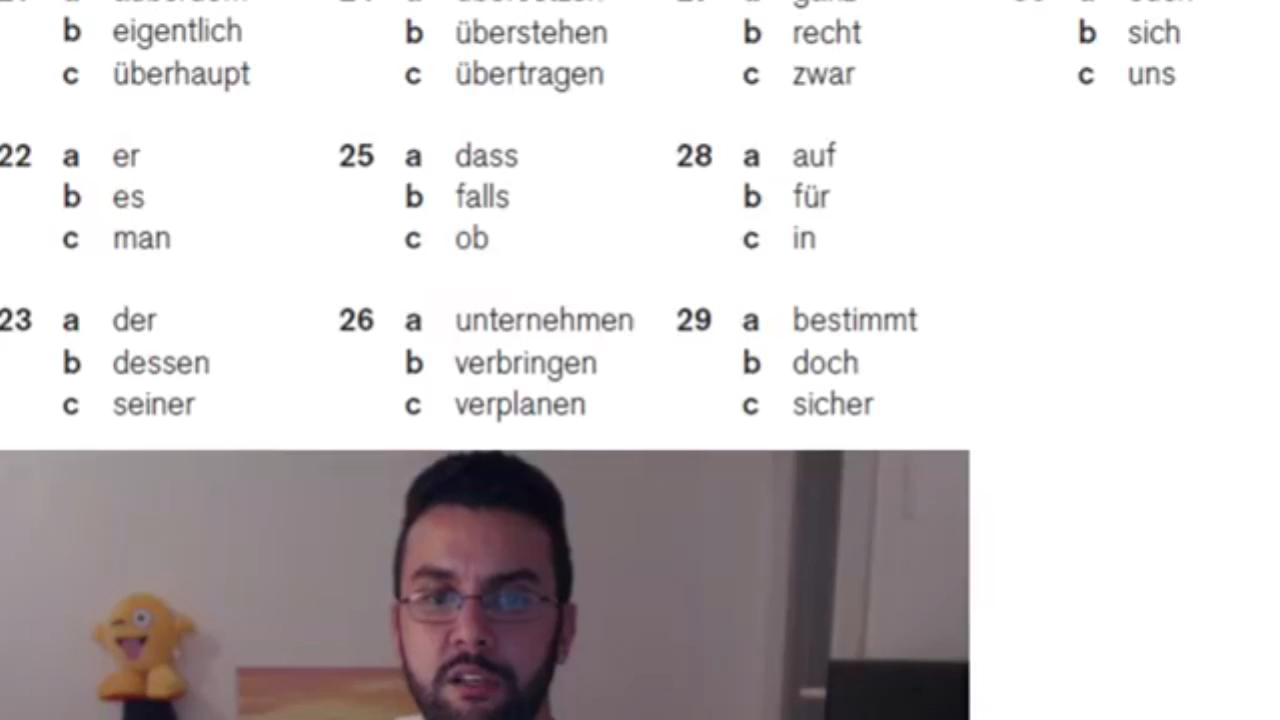 b eigentlich
c überhaupt
22 a er
b es
c man
23 a der
b dessen
c seiner
b überstehen
c übertragen
25 a dass
b falls
c ob
26 a unternehmen
b verbringen
c verplanen
b recht
c zwar
28 a auf
b für
c in
29 a bestimmt
b doch
c sicher
b sich
c uns